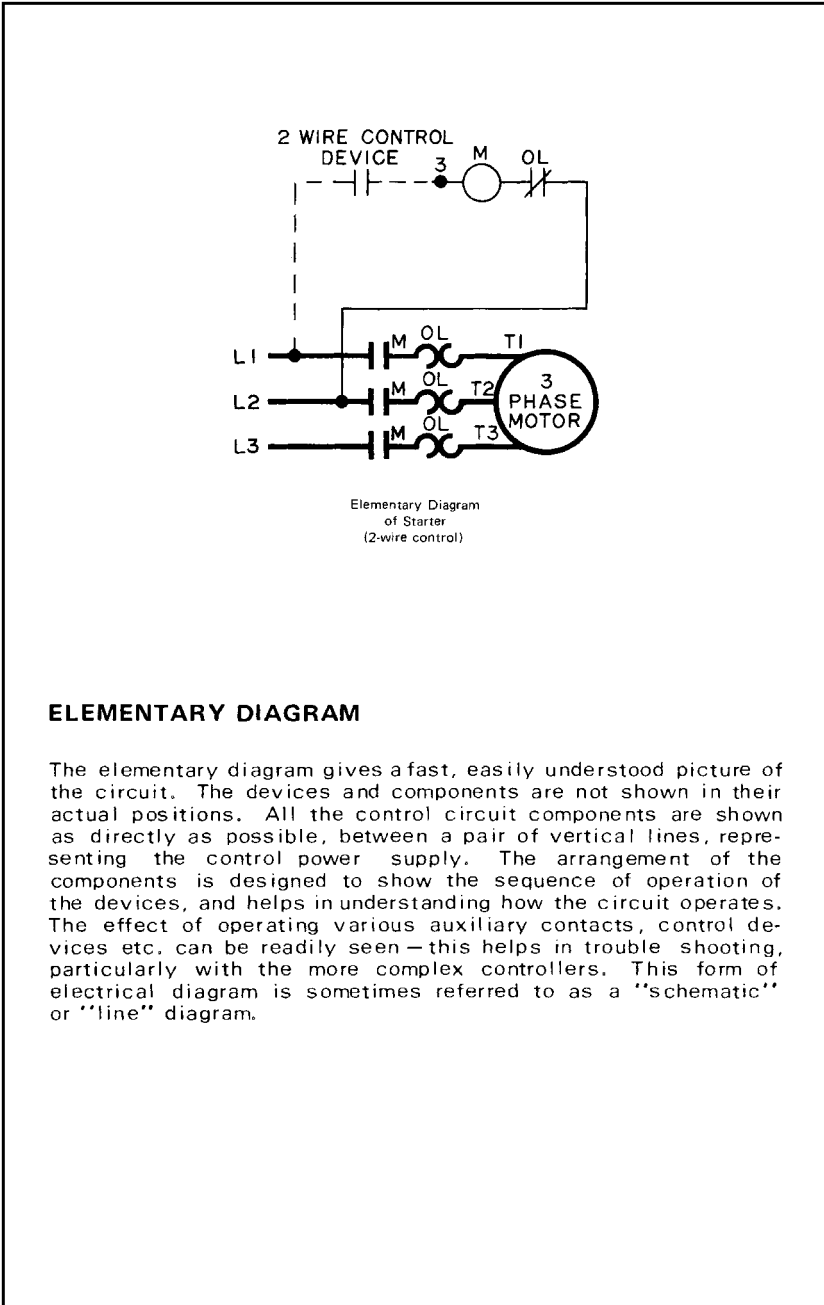 2 WIRE CONTROL
DEVICE
3 M OL
L1 M OL T1
L2 M OL T2
L3 M OL T3
3
PHASE
MOTOR
Elementary Diagram
of Starter
(2-wire control)
ELEMENTARY DIAGRAM
The elementary diagram gives a fast, easily understood picture of
the circuit. The devices and components are not shown in their
actual positions. All the control circuit components are shown
as directly as possible, between a pair of vertical lines, repre-
senting the control power supply. The arrangement of the
components is designed to show the sequence of operation of
the devices, and helps in understanding how the circuit operates.
The effect of operating various auxiliary contacts, control de-
vices etc. can be readily seen — this helps in trouble shooting,
particularly with the more complex controllers. This form of
electrical diagram is sometimes referred to as a ''schematic''
or ''line'' diagram.